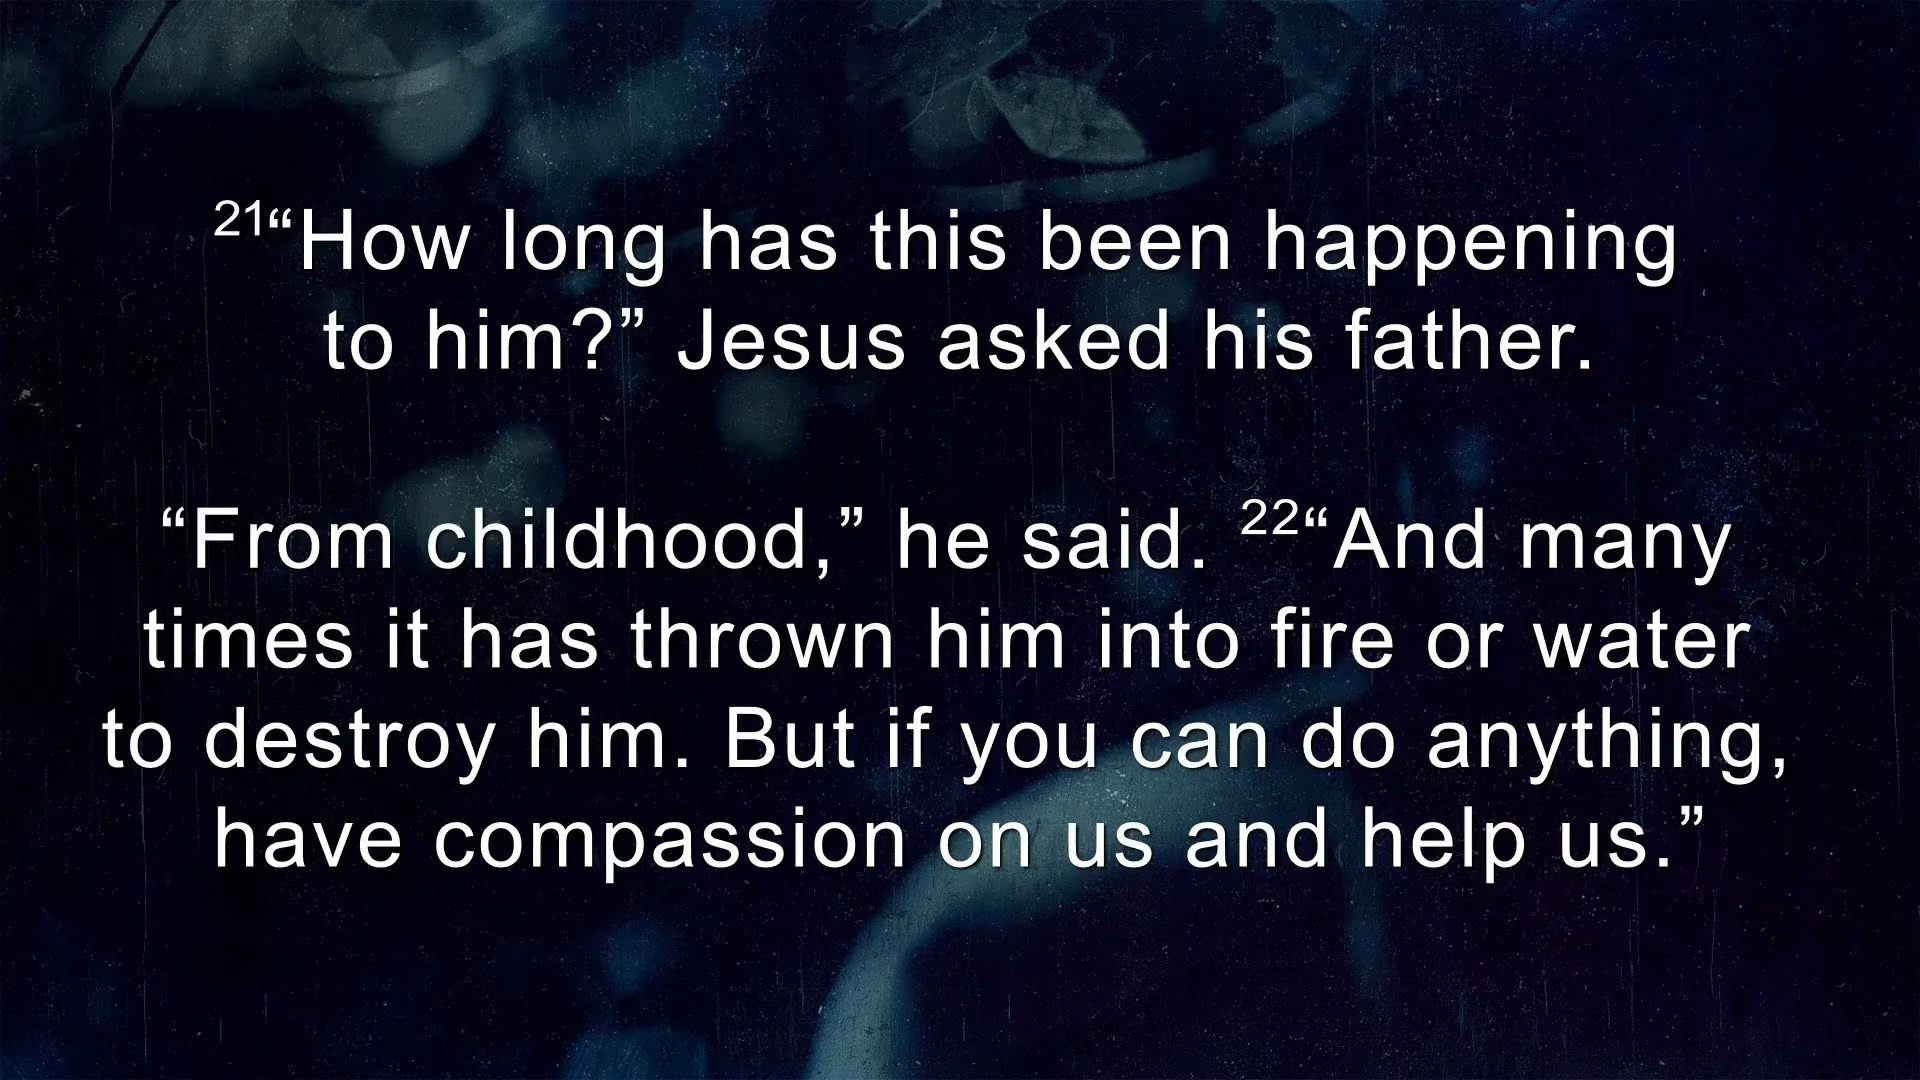 21“How long has this been happening
to him?” Jesus asked his father.
“From childhood,” he said. 22“And many
times it has thrown him into fire or water
to destroy him. But if you can do anything,
have compassion on us and help us.”